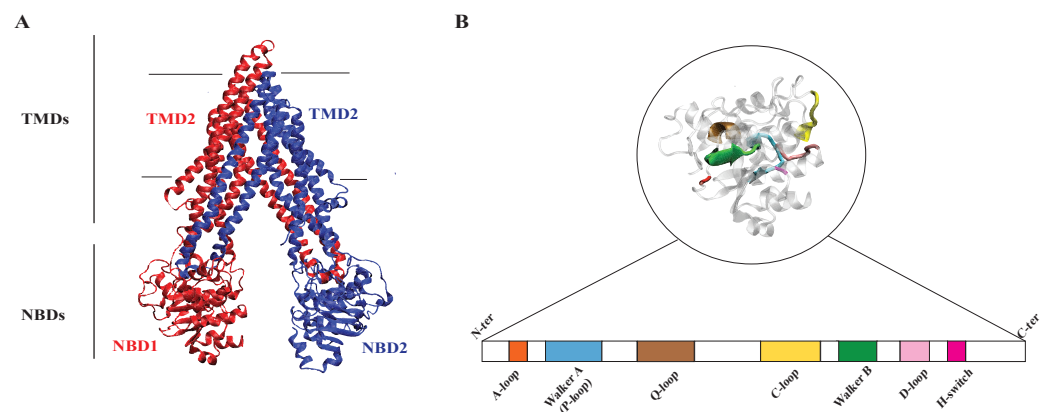 A
TMDs
TMD2
TMD2
NBDs
NBD1
NBD2
B
N-ter
C-ter
A-loop
Walker A
(P-loop)
Q-loop
C-loop
Walker B
D-loop
H-switch